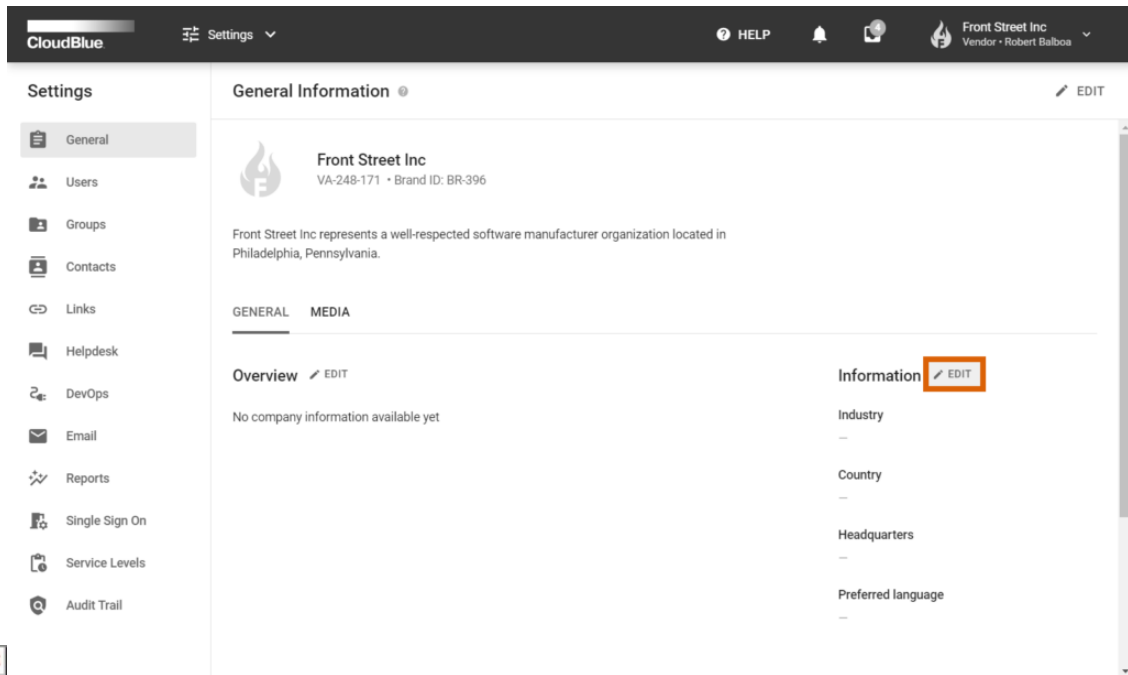 CloudBlue.
Settings
HELP
4
Front Street Inc
Vendor • Robert Balboa
Settings
General
Users
Groups
Contacts
Links
Helpdesk
DevOps
Email
Reports
Single Sign On
Service Levels
Audit Trail
General Information
EDIT
Front Street Inc
VA-248-171 • Brand ID: BR-396
Front Street Inc represents a well-respected software manufacturer organization located in
Philadelphia, Pennsylvania.
GENERAL MEDIA
Overview EDIT
No company information available yet
Information EDIT
Industry
—
Country
—
Headquarters
—
Preferred language
—